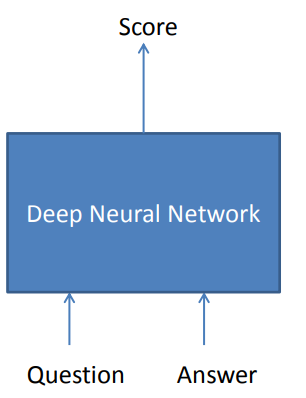 Score
Deep Neural Network
Question Answer